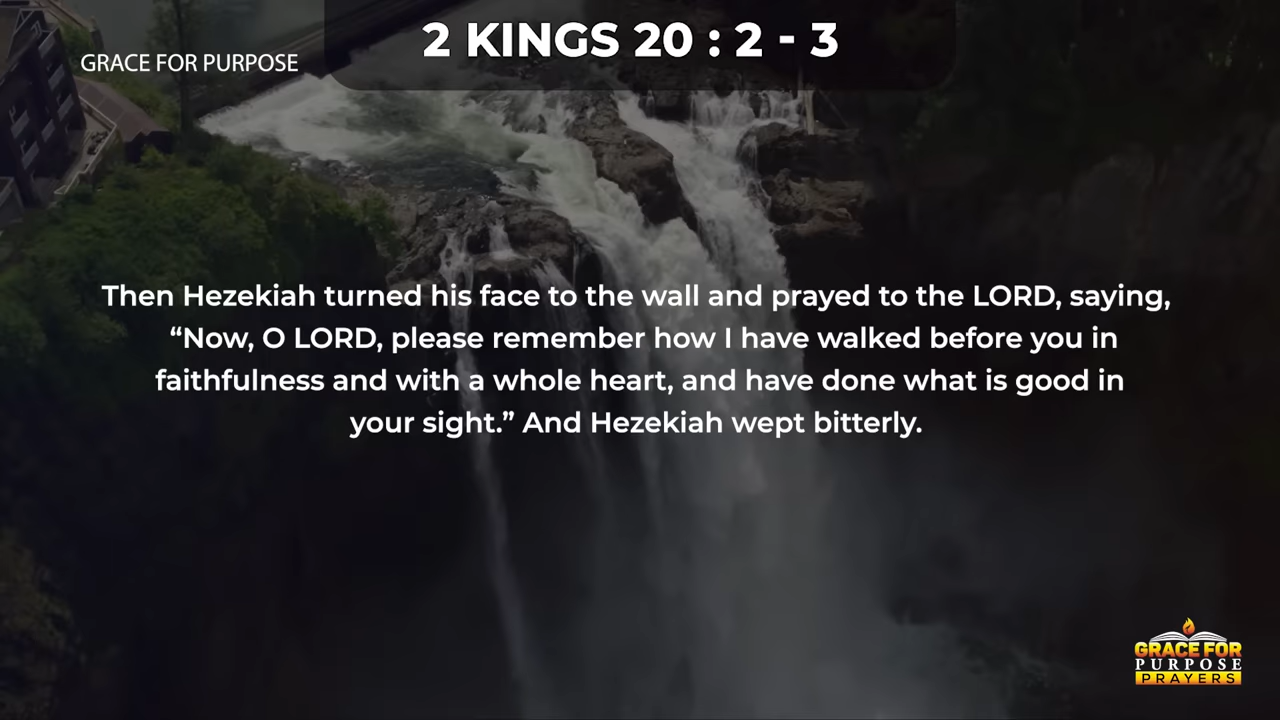 2 KINGS 20 : 2 - 3
GRACE FOR PURPOSE
Then Hezekiah turned his face to the wall and prayed to the LORD, saying,
“Now, O LORD, please remember how I have walked before you in
faithfulness and with a whole heart, and have done what is good in
your sight.” And Hezekiah wept bitterly.
GRACE FOR
PURPOSE
PRAYERS